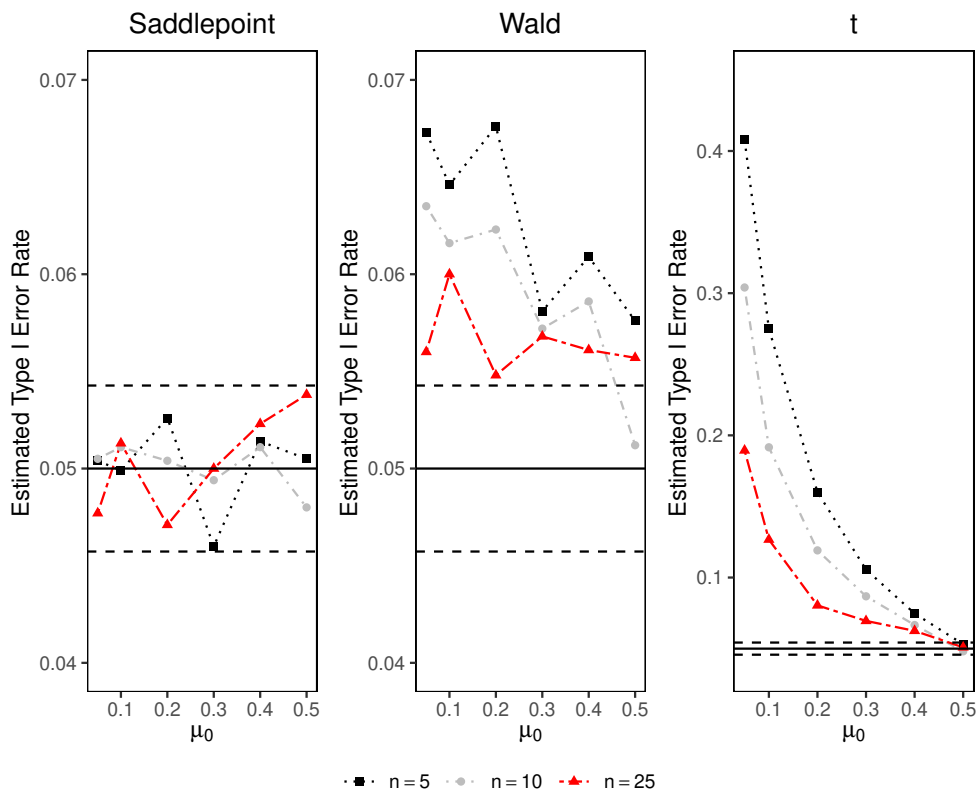 Saddlepoint
Estimated Type I Error Rate
0.07
0.06
0.05
0.04
0.1 0.2 0.3 0.4 0.5
μ0
Wald
Estimated Type I Error Rate
0.07
0.06
0.05
0.04
0.1 0.2 0.3 0.4 0.5
μ0
t
Estimated Type I Error Rate
0.4
0.3
0.2
0.1
0.1 0.2 0.3 0.4 0.5
μ0
n = 5 n = 10 n = 25